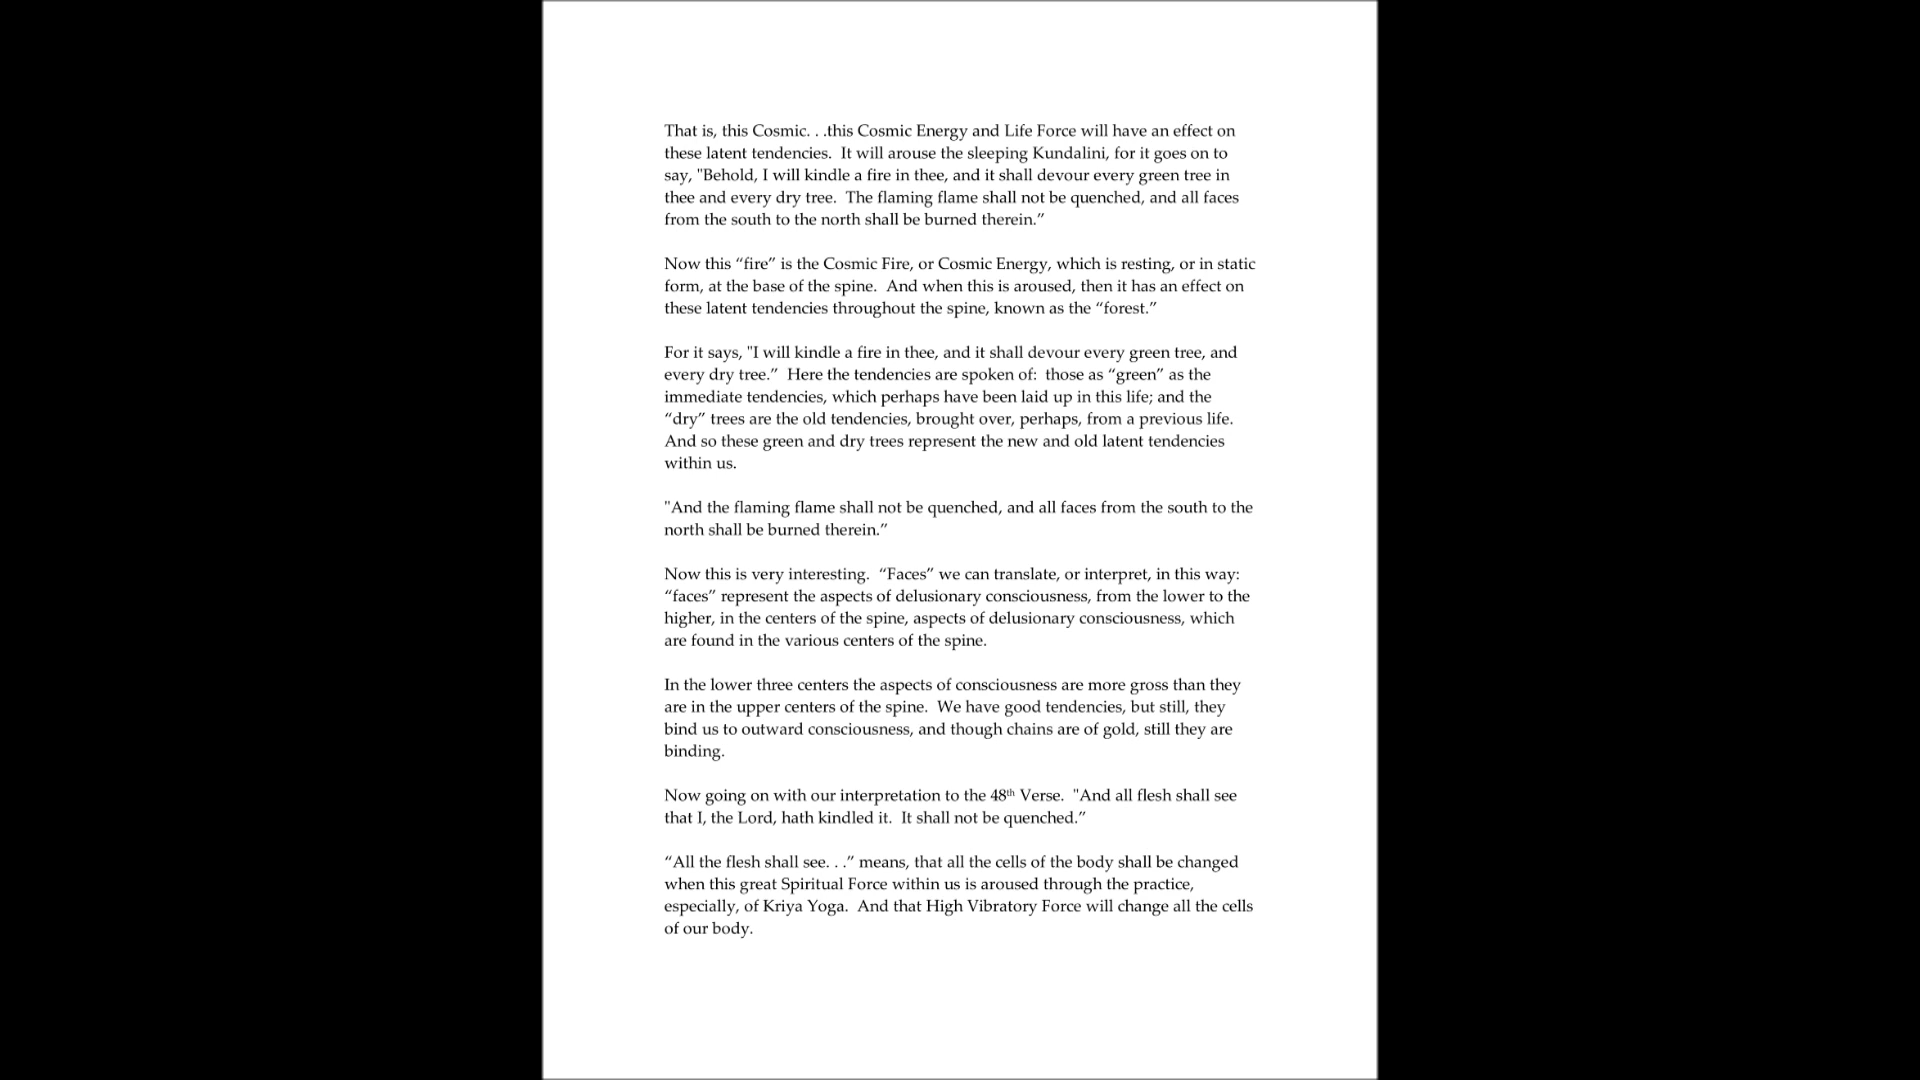 That is, this Cosmic. . .this Cosmic Energy and Life Force will have an effect on
these latent tendencies.  It will arouse the sleeping Kundalini, for it goes on to
say, "Behold, I will kindle a fire in thee, and it shall devour every green tree in
thee and every dry tree.  The flaming flame shall not be quenched, and all faces
from the south to the north shall be burned therein.”
Now this “fire” is the Cosmic Fire, or Cosmic Energy, which is resting, or in static
form, at the base of the spine.  And when this is aroused, then it has an effect on
these latent tendencies throughout the spine, known as the “forest.”
For it says, "I will kindle a fire in thee, and it shall devour every green tree, and
every dry tree.”  Here the tendencies are spoken of:  those as “green” as the
immediate tendencies, which perhaps have been laid up in this life; and the
“dry” trees are the old tendencies, brought over, perhaps, from a previous life.
And so these green and dry trees represent the new and old latent tendencies
within us.
"And the flaming flame shall not be quenched, and all faces from the south to the
north shall be burned therein.”
Now this is very interesting.  “Faces” we can translate, or interpret, in this way:
“faces” represent the aspects of delusionary consciousness, from the lower to the
higher, in the centers of the spine, aspects of delusionary consciousness, which
are found in the various centers of the spine.
In the lower three centers the aspects of consciousness are more gross than they
are in the upper centers of the spine.  We have good tendencies, but still, they
bind us to outward consciousness, and though chains are of gold, still they are
binding.
Now going on with our interpretation to the 48th Verse.  "And all flesh shall see
that I, the Lord, hath kindled it.  It shall not be quenched.”
“All the flesh shall see. . .” means, that all the cells of the body shall be changed
when this great Spiritual Force within us is aroused through the practice,
especially, of Kriya Yoga.  And that High Vibratory Force will change all the cells
of our body.